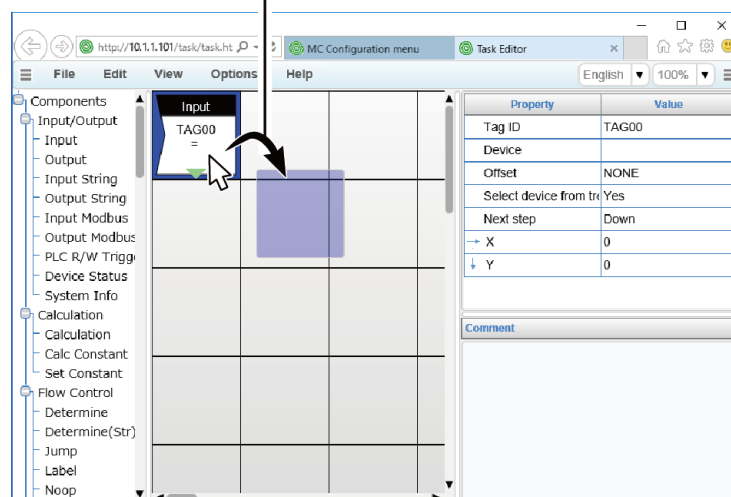 http://10.1.1.101/task/task.ht
MC Configuration menu
Task Editor
File Edit View Options Help
English
100%
Components
Input/Output
Input
Output
Input String
Output String
Input Modbus
Output Modbus
PLC R/W Trigg
Device Status
System Info
Calculation
Calculation
Calc Constant
Set Constant
Flow Control
Determine
Determine(Str)
Jump
Label
Noop
Input
TAG00
=
Property Value
Tag ID TAG00
Device
Offset NONE
Select device from tre Yes
Next step Down
X 0
Y 0
Comment